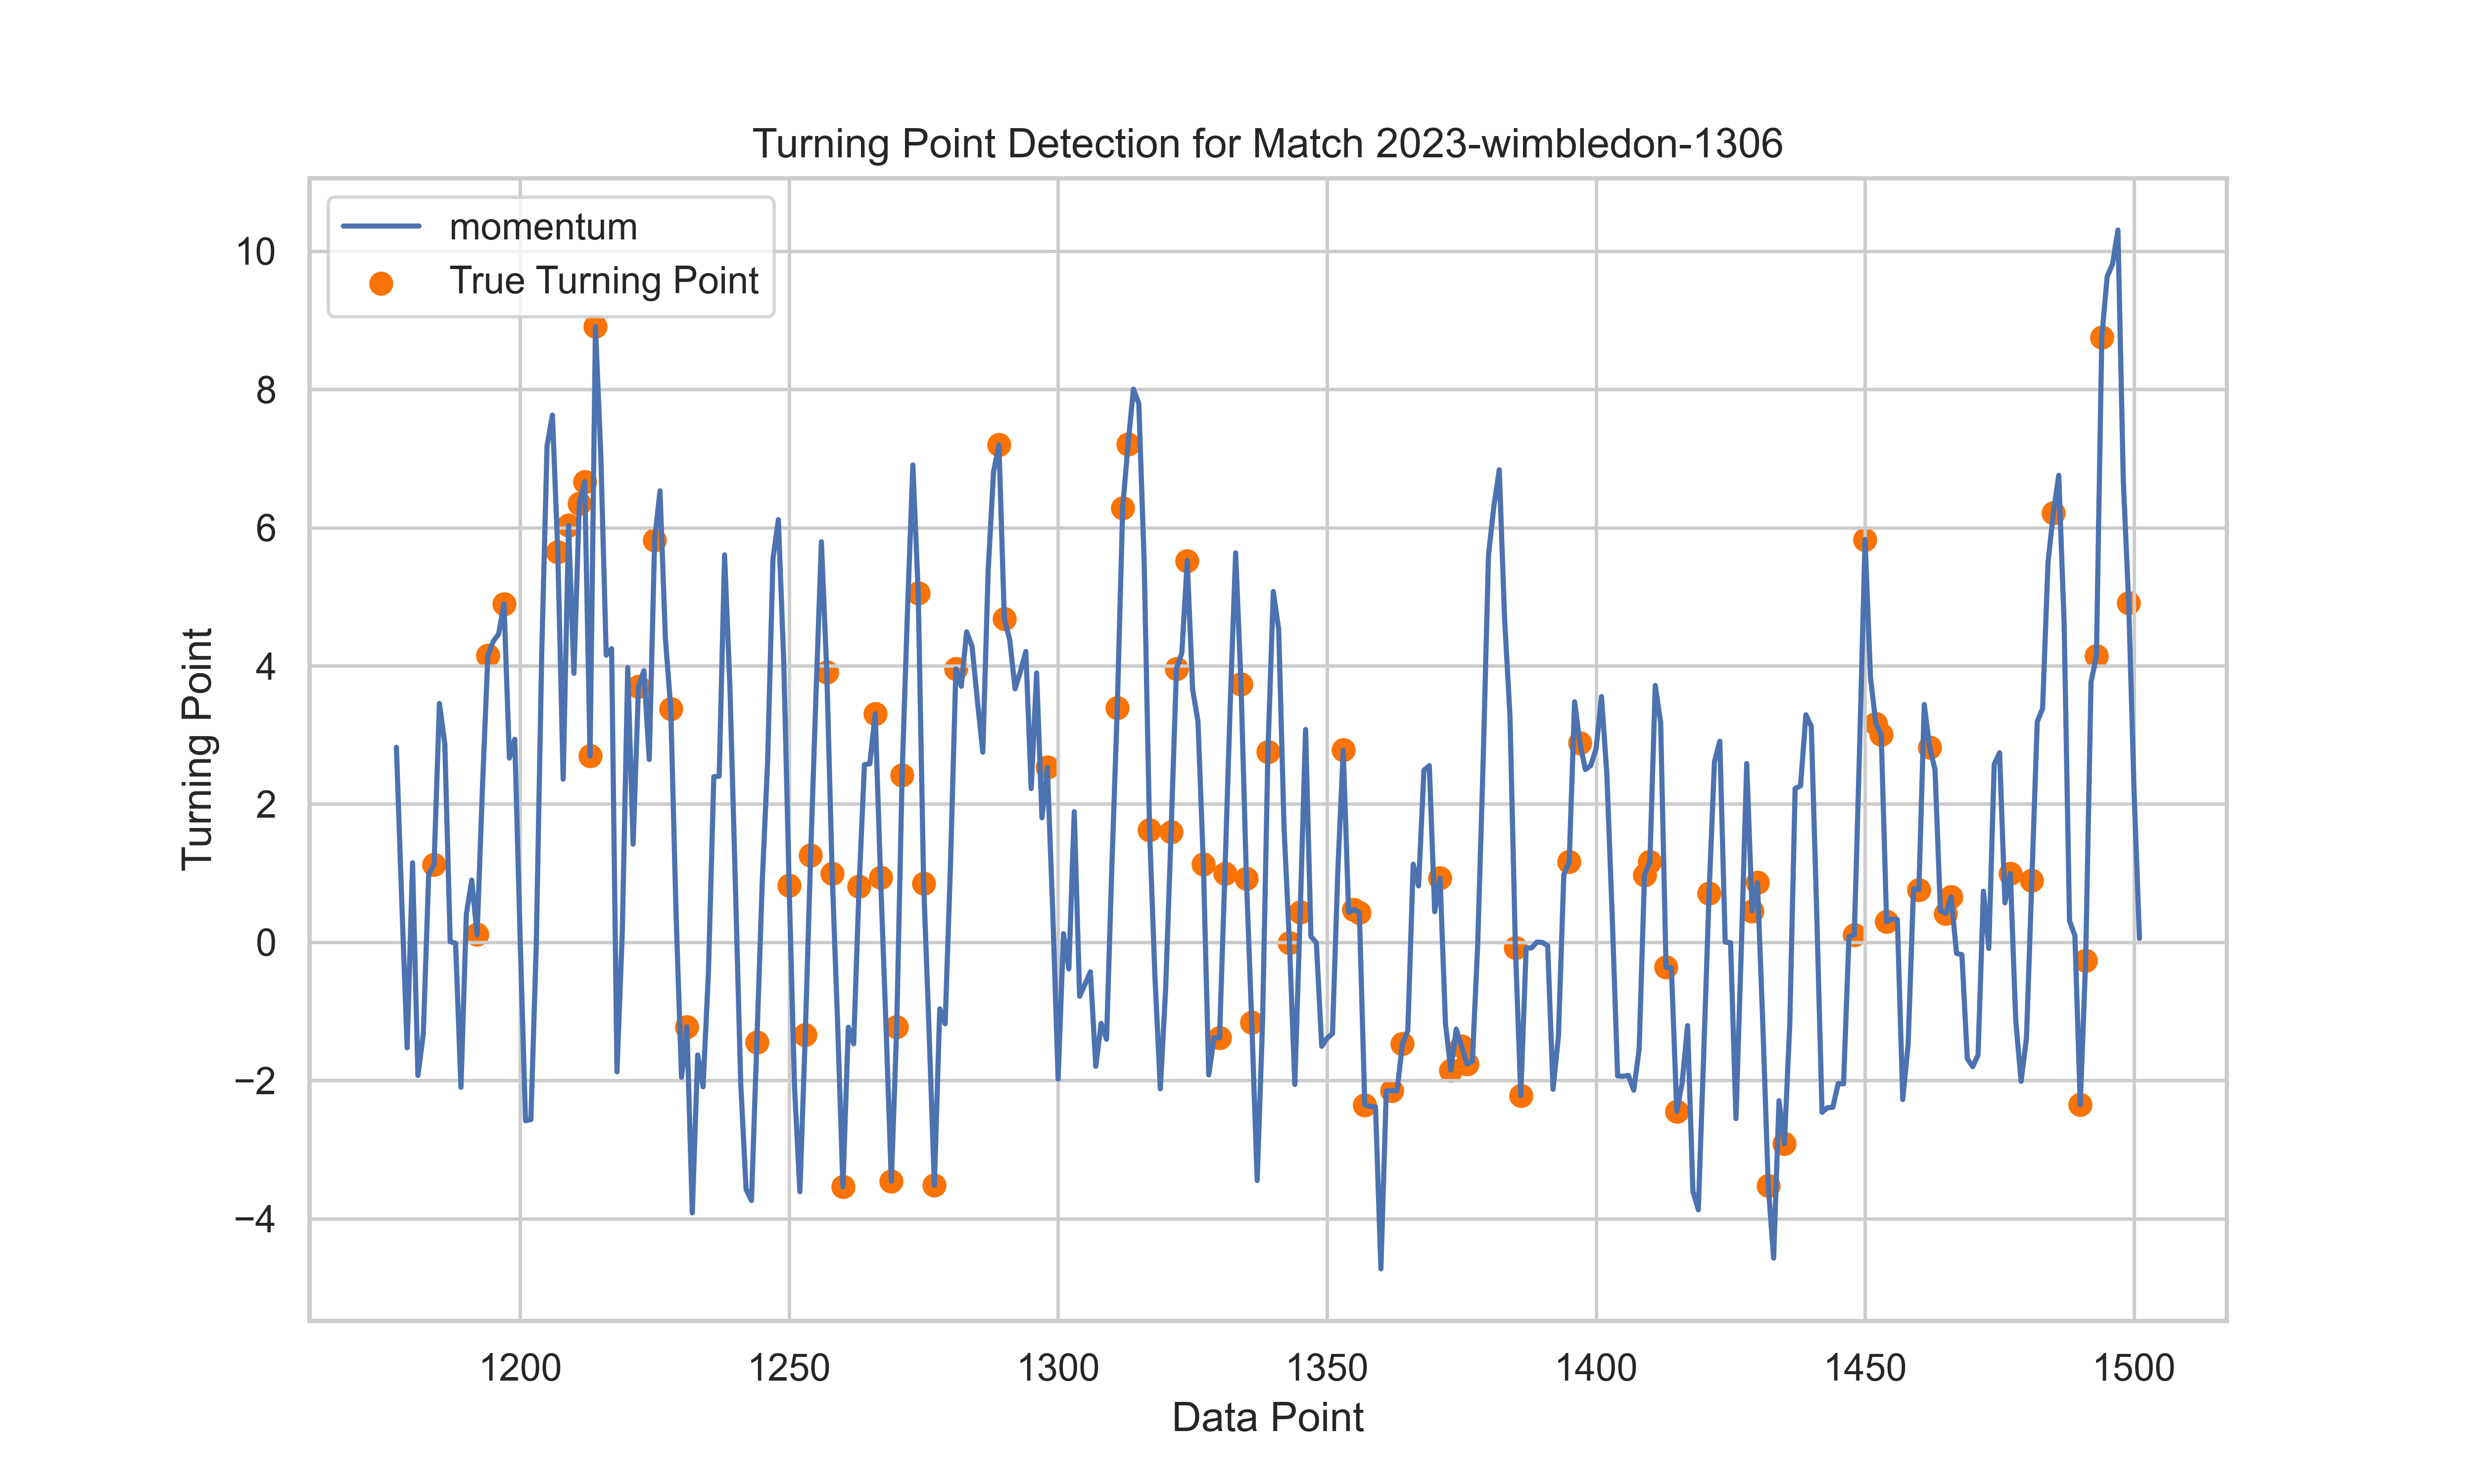 Turning Point Detection for Match 2023-wimbledon-1306
momentum
True Turning Point
Turning Point
10
8
6
4
2
0
−2
−4
1200 1250 1300 1350 1400 1450 1500
Data Point